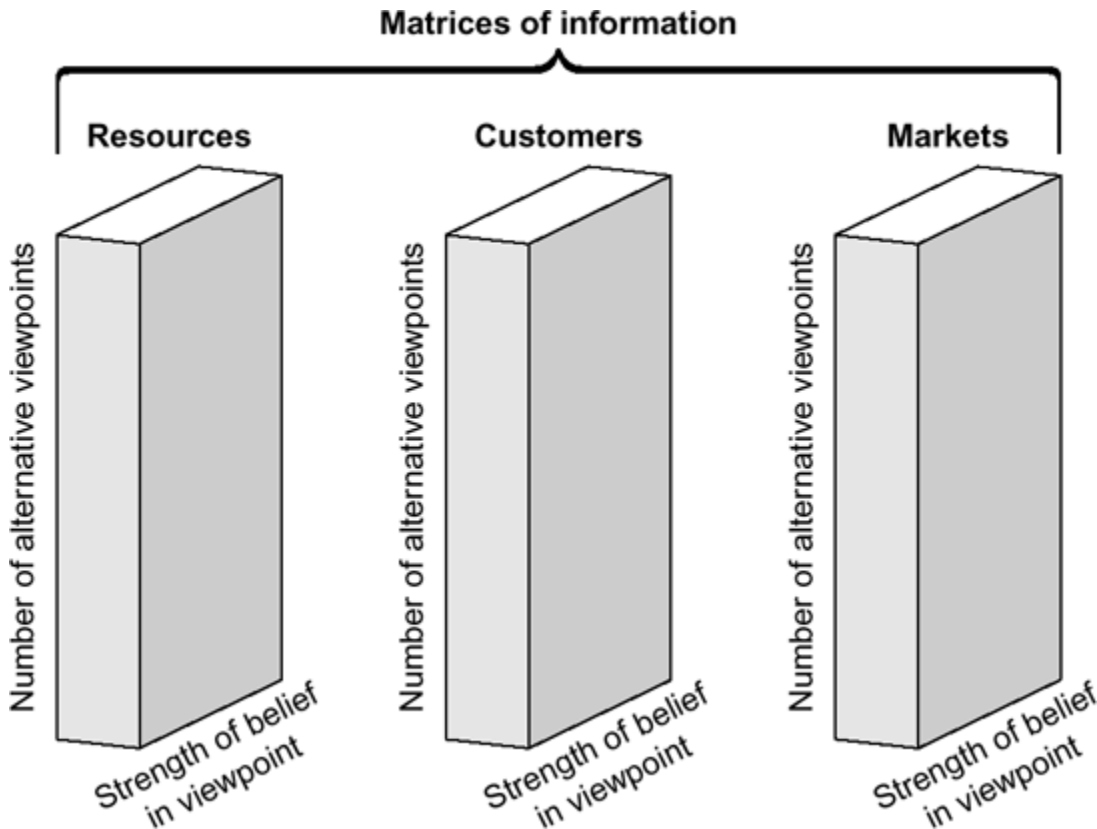 Matrices of information
Resources
Customers
Markets
Number of alternative viewpoints
Strength of belief
in viewpoint
Number of alternative viewpoints
Strength of belief
in viewpoint
Number of alternative viewpoints
Strength of belief
in viewpoint